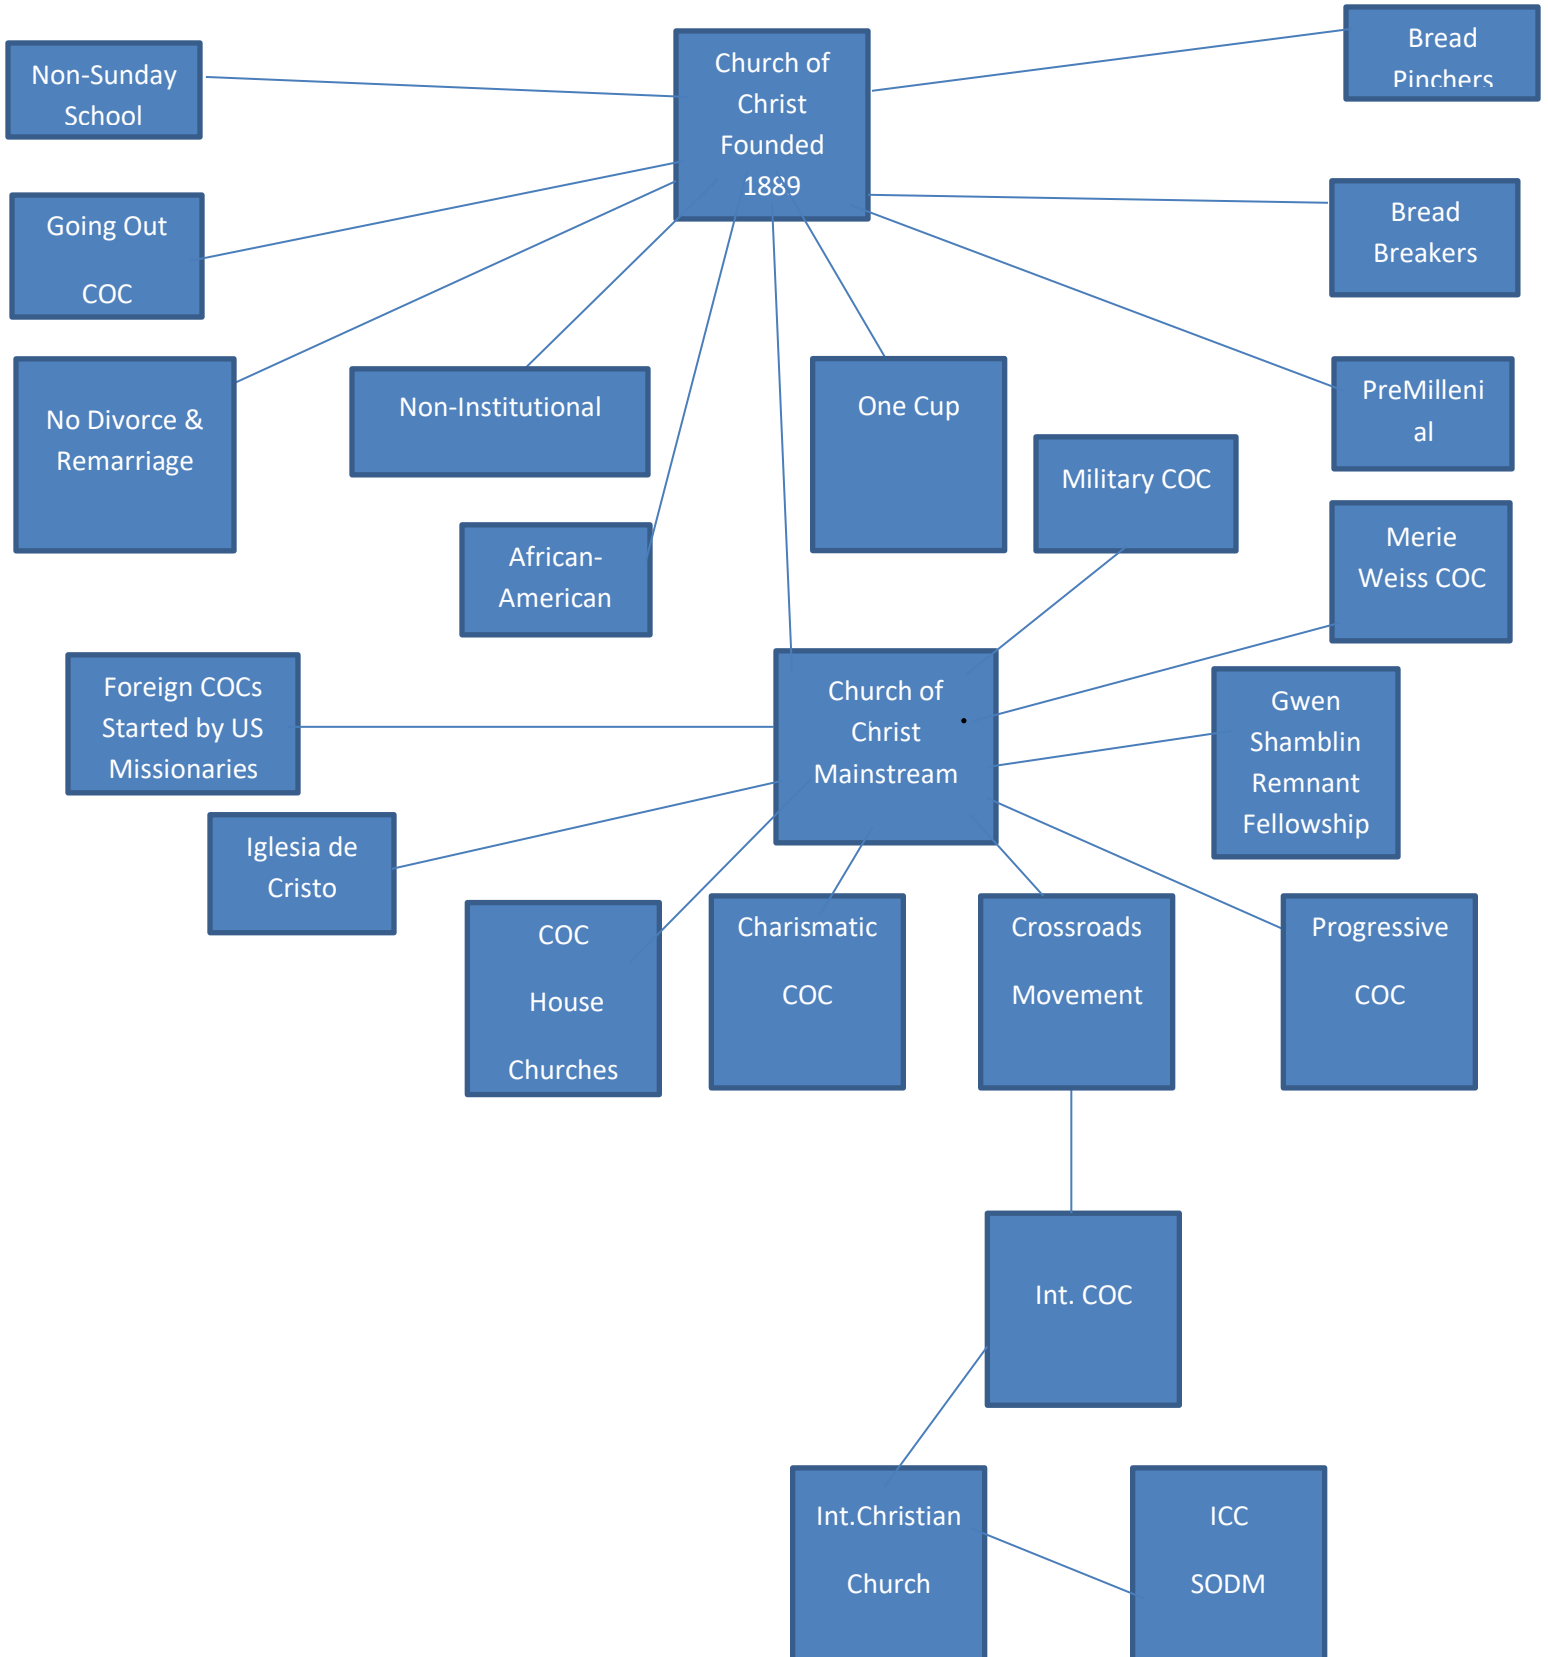 Non-Sunday
School
Church of
Christ
Founded
1889
Bread
Pinchers
Going Out
COC
Bread
Breakers
No Divorce &
Remarriage
Non-Institutional
One Cup
PreMilleni
al
Military COC
African-
American
Merie
Weiss COC
Foreign COCs
Started by US
Missionaries
Church of
Christ
Mainstream
Gwen
Shamblin
Remnant
Fellowship
Iglesia de
Cristo
COC
House
Churches
Charismatic
COC
Crossroads
Movement
Progressive
COC
Int. COC
Int.Christian
Church
ICC
SODM